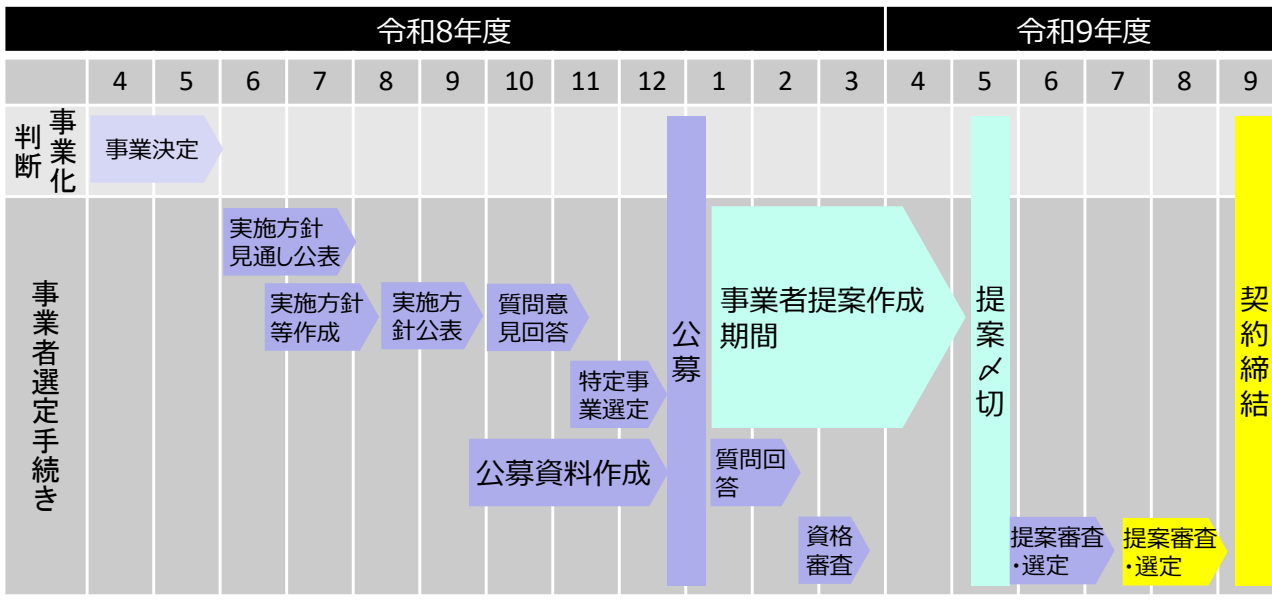 令和8年度
令和9年度
4 5 6 7 8 9 10 11 12 1 2 3 4 5 6 7 8 9
事業化
判断
事業決定
事業者選定手続き
実施方針
見通し公表
実施方針
等作成
実施方
針公表
質問意
見回答
特定事
業選定
公募資料作成
公募
事業者提案作成
期間
質問回
答
資格
審査
提案〆切
提案審査
・選定
提案審査
・選定
契約締結